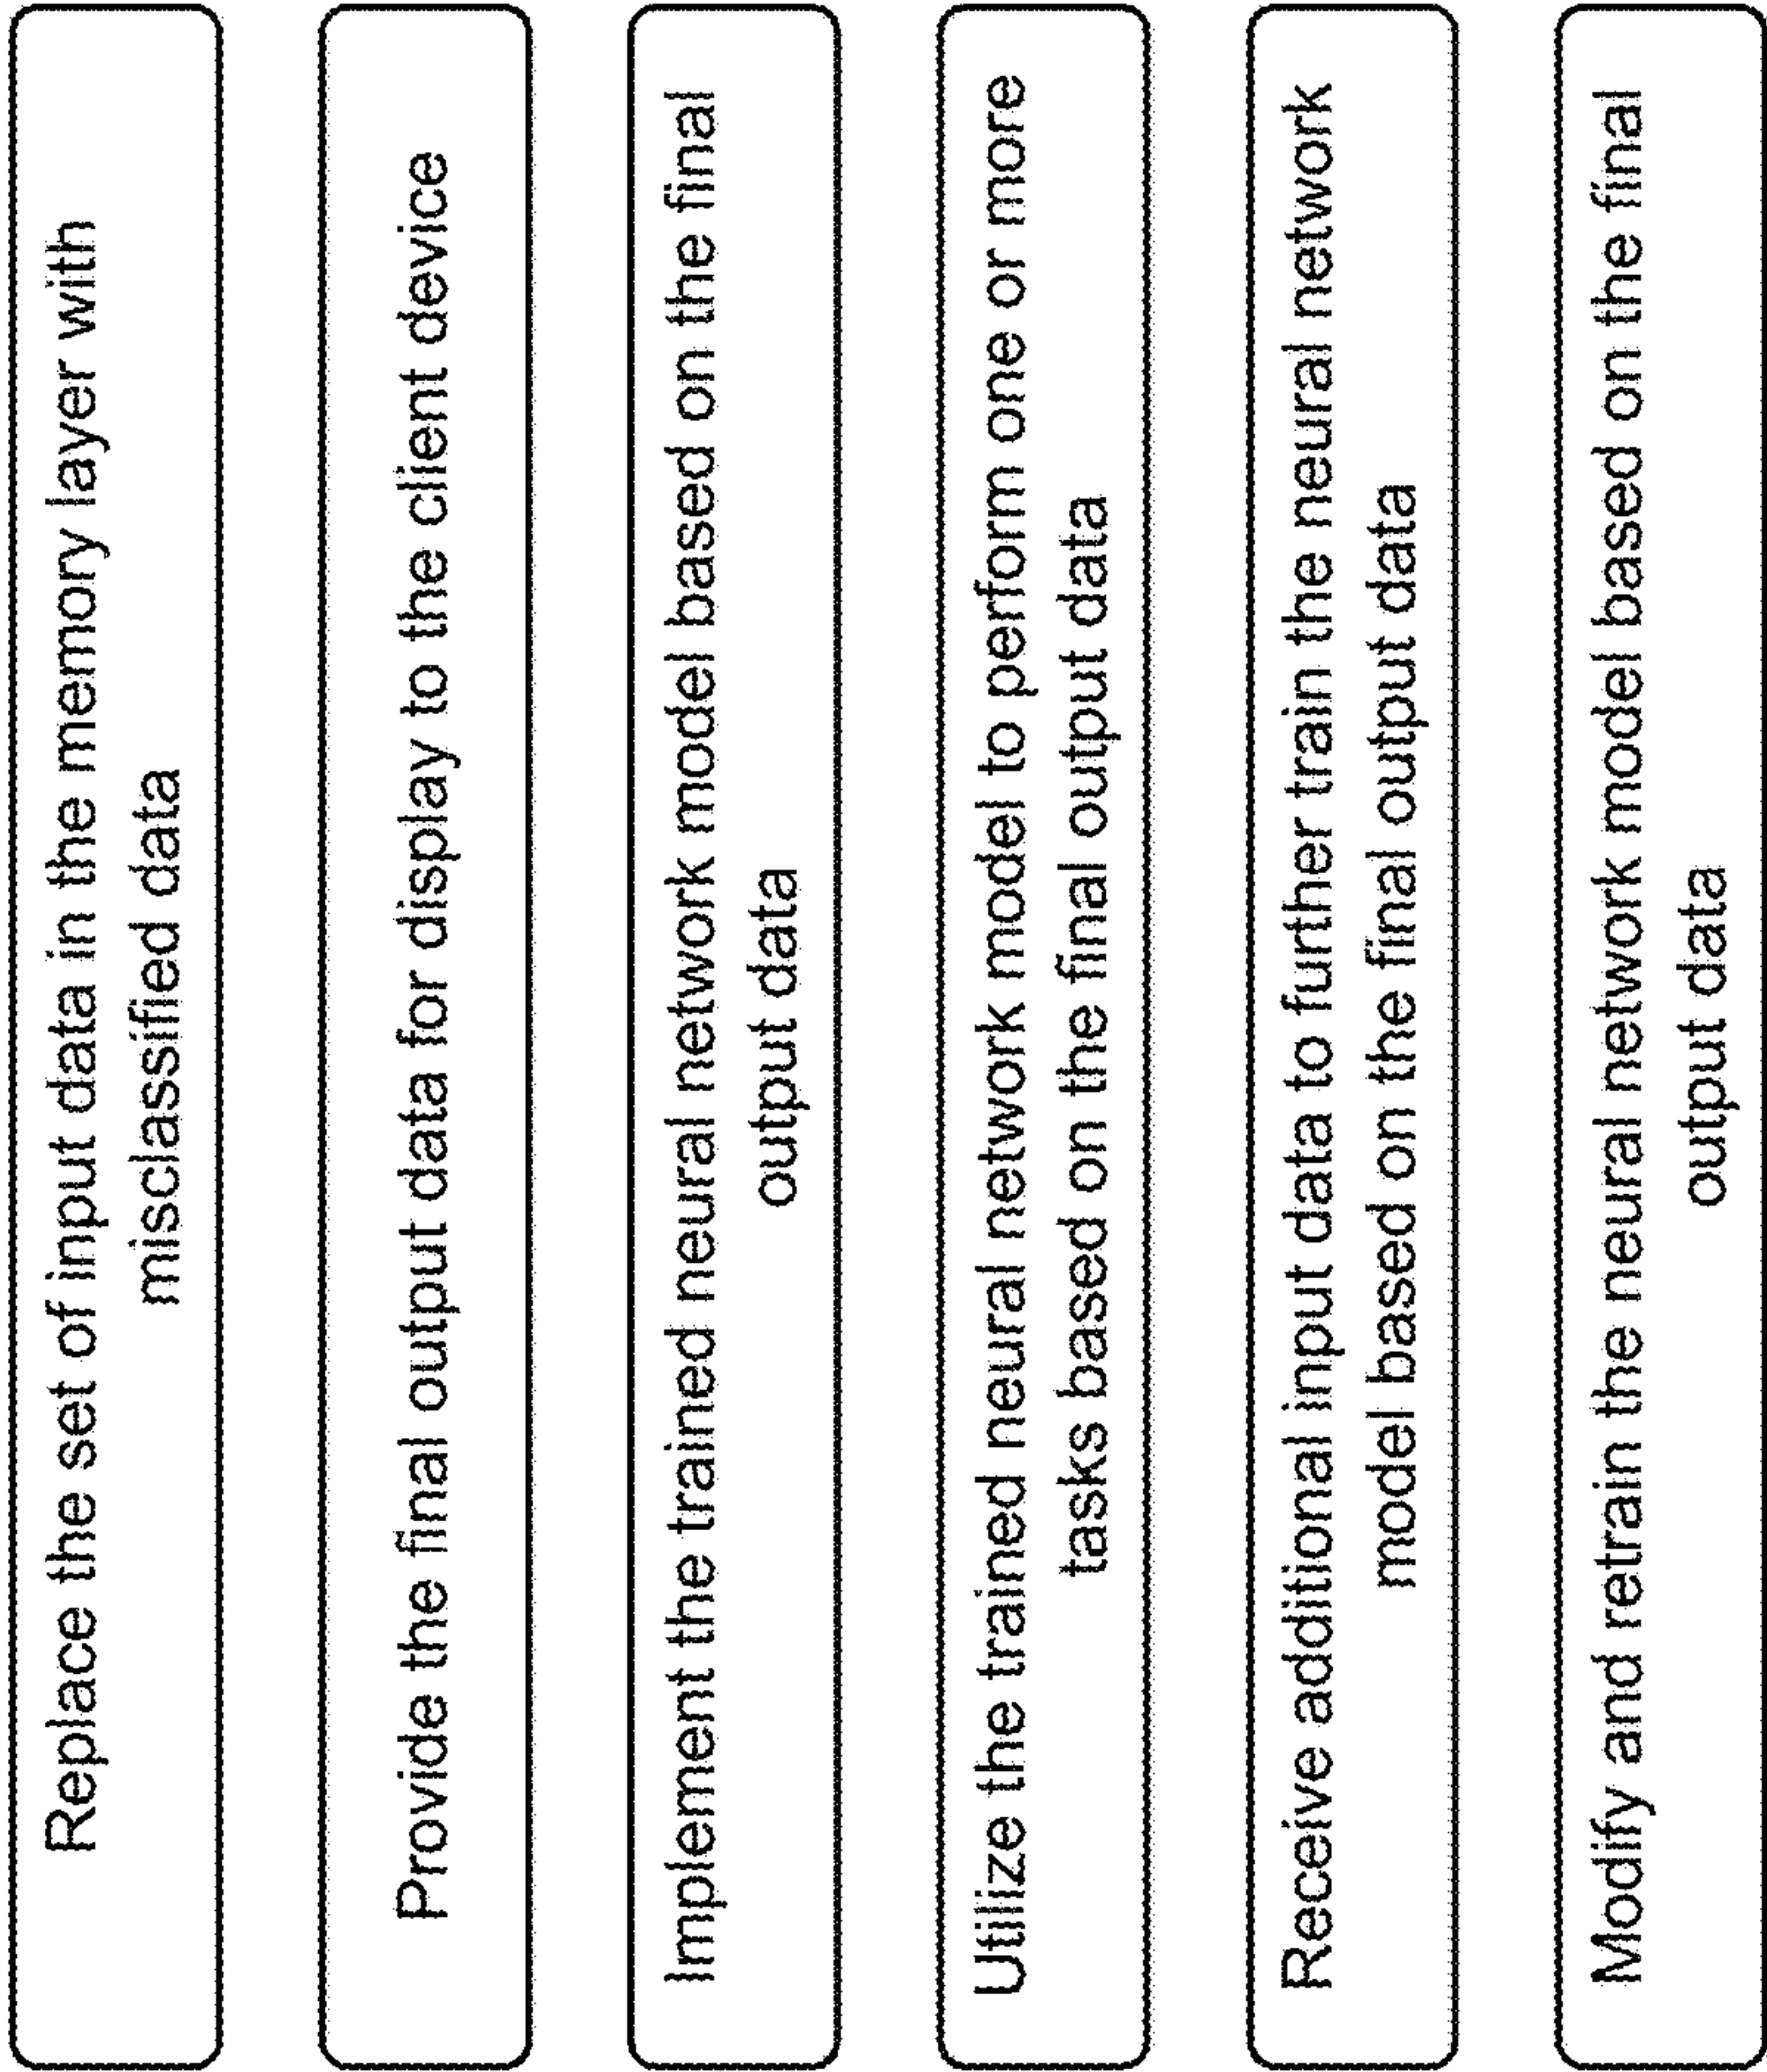 Replace the set of input data in the memory layer with
misclassified data
Provide the final output data for display to the client device
Implement the trained neural network model based on the final
output data
Utilize the trained neural network model to perform one or more
tasks based on the final output data
Receive additional input data to further train the neural network
model based on the final output data
Modify and retrain the neural network model based on the final
output data